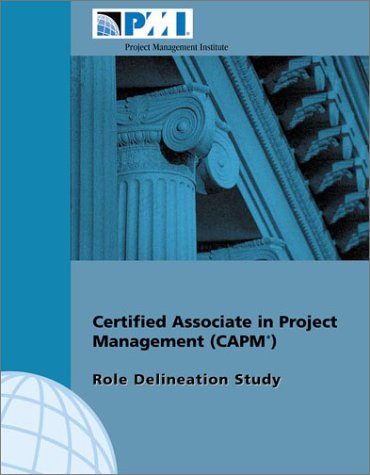 PMI®
Project Management Institute
Certified Associate in Project
Management (CAPM®)
Role Delineation Study